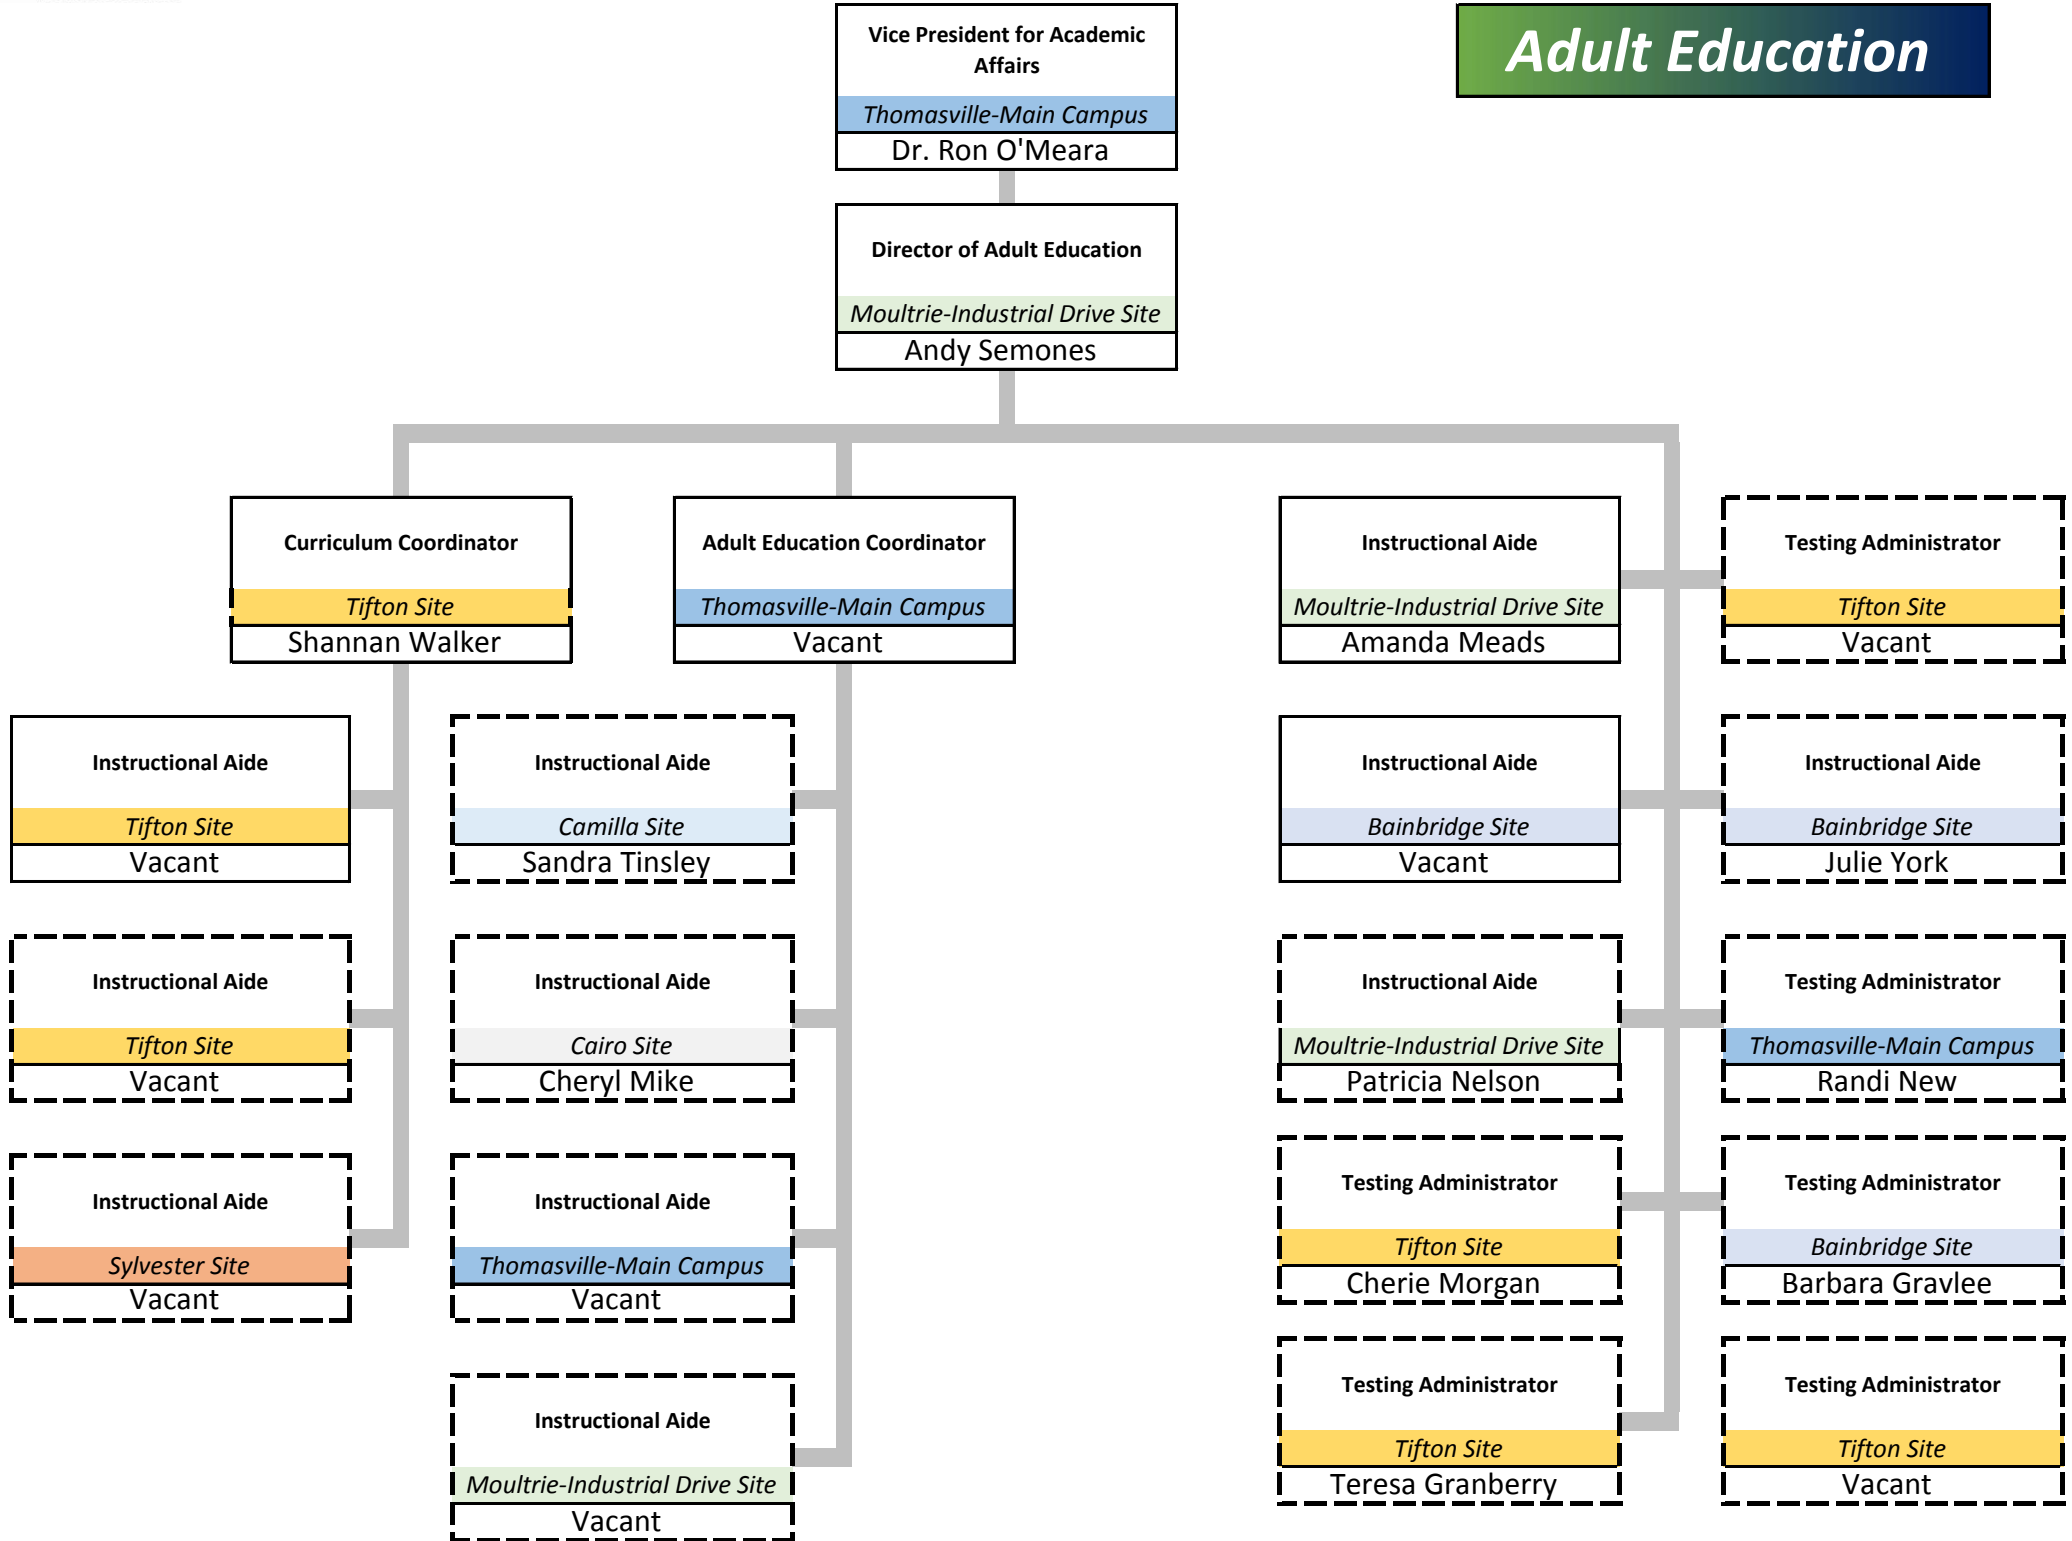 Vice President for Academic
Affairs
Thomasville-Main Campus
Dr. Ron O'Meara
Adult Education
Director of Adult Education
Moultrie-Industrial Drive Site
Andy Semones
Curriculum Coordinator
Tifton Site
Shannan Walker
Adult Education Coordinator
Thomasville-Main Campus
Vacant
Instructional Aide
Moultrie-Industrial Drive Site
Amanda Meads
Testing Administrator
Tifton Site
Vacant
Instructional Aide
Tifton Site
Vacant
Instructional Aide
Camilla Site
Sandra Tinsley
Instructional Aide
Bainbridge Site
Vacant
Instructional Aide
Bainbridge Site
Julie York
Instructional Aide
Tifton Site
Vacant
Instructional Aide
Cairo Site
Cheryl Mike
Instructional Aide
Moultrie-Industrial Drive Site
Patricia Nelson
Testing Administrator
Thomasville-Main Campus
Randi New
Instructional Aide
Sylvester Site
Vacant
Instructional Aide
Thomasville-Main Campus
Vacant
Testing Administrator
Tifton Site
Cherie Morgan
Testing Administrator
Bainbridge Site
Barbara Gravlee
Instructional Aide
Moultrie-Industrial Drive Site
Vacant
Testing Administrator
Tifton Site
Teresa Granberry
Testing Administrator
Tifton Site
Vacant